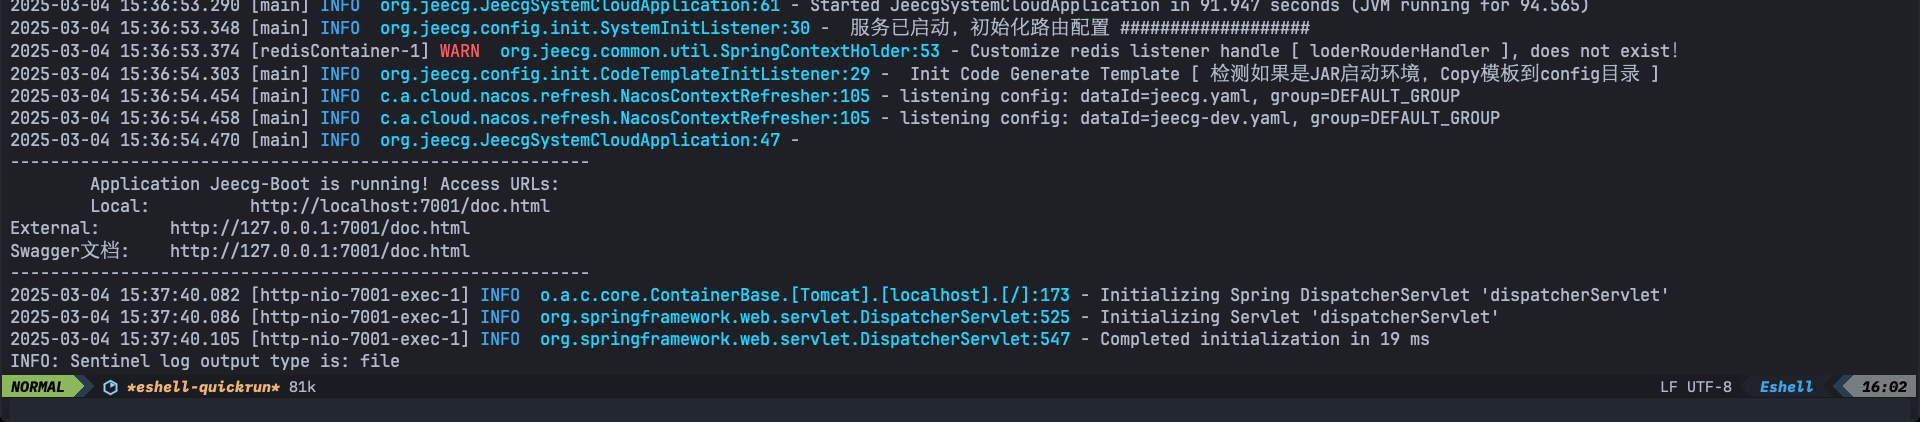 2025-03-04 15:36:53.290 [main] INFO  org.jeecg.JeecgSystemCloudApplication:61 - Started JeecgSystemCloudApplication in 91.947 seconds (JVM running for 94.565)
2025-03-04 15:36:53.348 [main] INFO  org.jeecg.config.init.SystemInitListener:30 -  服务已启动, 初始化路由配置 ###################
2025-03-04 15:36:53.374 [redisContainer-1] WARN  org.jeecg.common.util.SpringContextHolder:53 - Customize redis listener handle [ loderRouderHandler ], does not exist！
2025-03-04 15:36:54.303 [main] INFO  org.jeecg.config.init.CodeTemplateInitListener:29 -  Init Code Generate Template [ 检测如果是JAR启动环境, Copy模板到config目录 ]
2025-03-04 15:36:54.454 [main] INFO  c.a.cloud.nacos.refresh.NacosContextRefresher:105 - listening config: dataId=jeecg.yaml, group=DEFAULT_GROUP
2025-03-04 15:36:54.458 [main] INFO  c.a.cloud.nacos.refresh.NacosContextRefresher:105 - listening config: dataId=jeecg-dev.yaml, group=DEFAULT_GROUP
2025-03-04 15:36:54.470 [main] INFO  org.jeecg.JeecgSystemCloudApplication:47 -
----------------------------------------------------------
        Application Jeecg-Boot is running! Access URLs:
        Local:          http://localhost:7001/doc.html
External:       http://127.0.0.1:7001/doc.html
Swagger文档:    http://127.0.0.1:7001/doc.html
----------------------------------------------------------
2025-03-04 15:37:40.082 [http-nio-7001-exec-1] INFO  o.a.c.core.ContainerBase.[Tomcat].[localhost].[/]:173 - Initializing Spring DispatcherServlet 'dispatcherServlet'
2025-03-04 15:37:40.086 [http-nio-7001-exec-1] INFO  org.springframework.web.servlet.DispatcherServlet:525 - Initializing Servlet 'dispatcherServlet'
2025-03-04 15:37:40.105 [http-nio-7001-exec-1] INFO  org.springframework.web.servlet.DispatcherServlet:547 - Completed initialization in 19 ms
INFO: Sentinel log output type is: file
NORMAL *eshell-quickrun* 81k LF UTF-8 Eshell 16:02